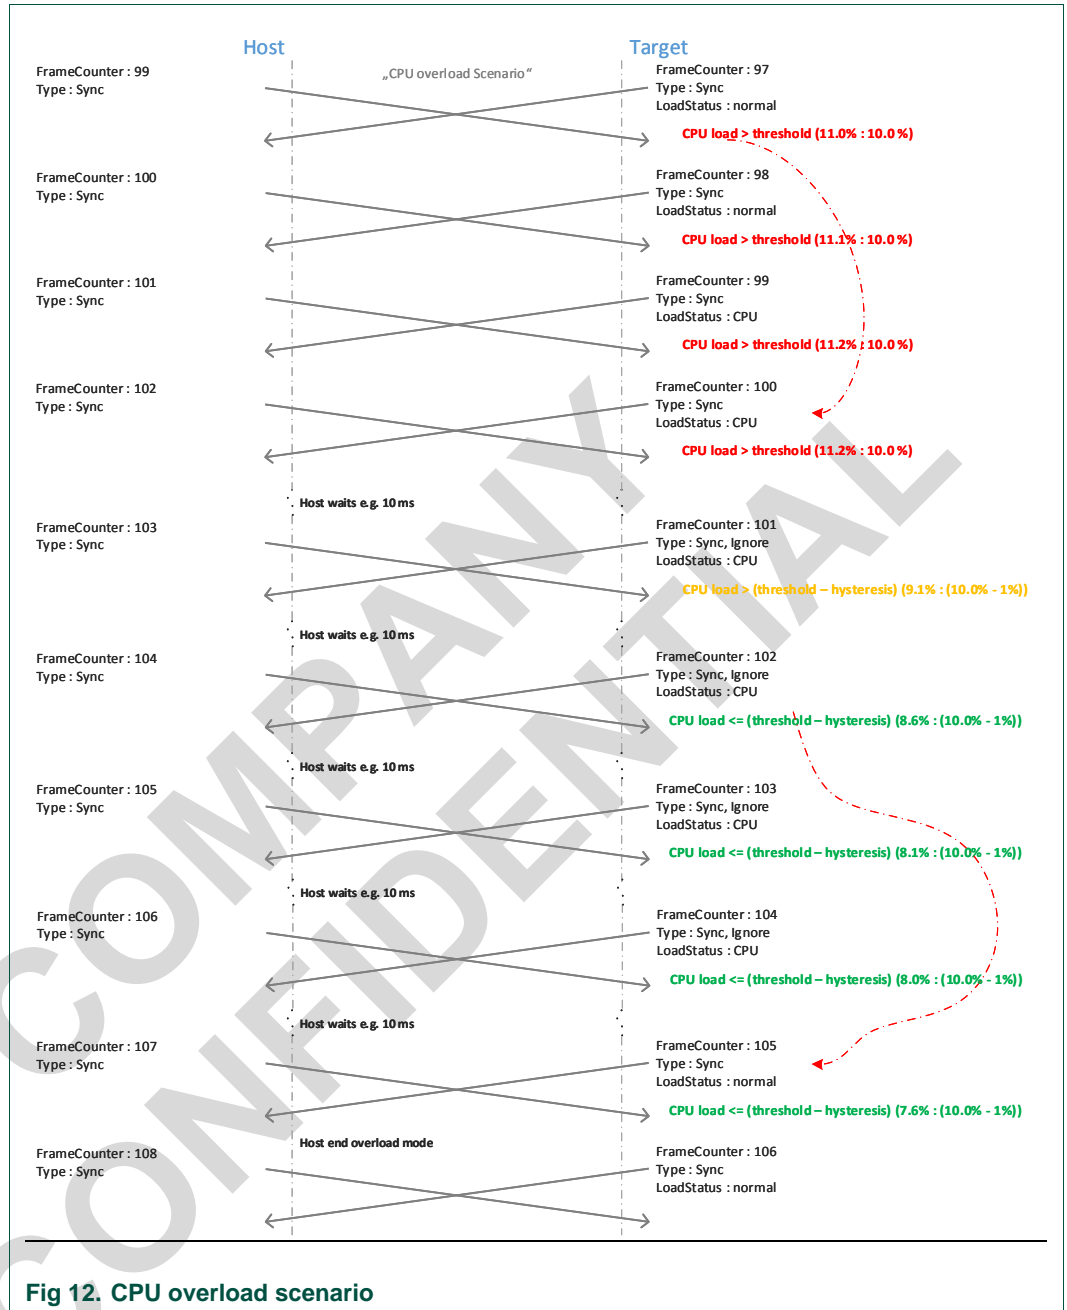 Host
Target
„CPU overload Scenario“
FrameCounter : 99
Type : Sync
FrameCounter : 97
Type : Sync
LoadStatus : normal
CPU load > threshold (11.0% : 10.0 %)
FrameCounter : 100
Type : Sync
FrameCounter : 98
Type : Sync
LoadStatus : normal
CPU load > threshold (11.1% : 10.0 %)
FrameCounter : 101
Type : Sync
FrameCounter : 99
Type : Sync
LoadStatus : CPU
CPU load > threshold (11.2% : 10.0 %)
FrameCounter : 102
Type : Sync
FrameCounter : 100
Type : Sync
LoadStatus : CPU
CPU load > threshold (11.2% : 10.0 %)
Host waits e.g. 10 ms
FrameCounter : 103
Type : Sync
FrameCounter : 101
Type : Sync, Ignore
LoadStatus : CPU
CPU load > (threshold – hysteresis) (9.1% : (10.0% - 1%))
Host waits e.g. 10 ms
FrameCounter : 104
Type : Sync
FrameCounter : 102
Type : Sync, Ignore
LoadStatus : CPU
CPU load <= (threshold – hysteresis) (8.6% : (10.0% - 1%))
Host waits e.g. 10 ms
FrameCounter : 105
Type : Sync
FrameCounter : 103
Type : Sync, Ignore
LoadStatus : CPU
CPU load <= (threshold – hysteresis) (8.1% : (10.0% - 1%))
Host waits e.g. 10 ms
FrameCounter : 106
Type : Sync
FrameCounter : 104
Type : Sync, Ignore
LoadStatus : CPU
CPU load <= (threshold – hysteresis) (8.0% : (10.0% - 1%))
Host waits e.g. 10 ms
FrameCounter : 107
Type : Sync
FrameCounter : 105
Type : Sync
LoadStatus : normal
CPU load <= (threshold – hysteresis) (7.6% : (10.0% - 1%))
Host end overload mode
FrameCounter : 108
Type : Sync
FrameCounter : 106
Type : Sync
LoadStatus : normal
COMPANY
CONFIDENTIAL
Fig 12. CPU overload scenario